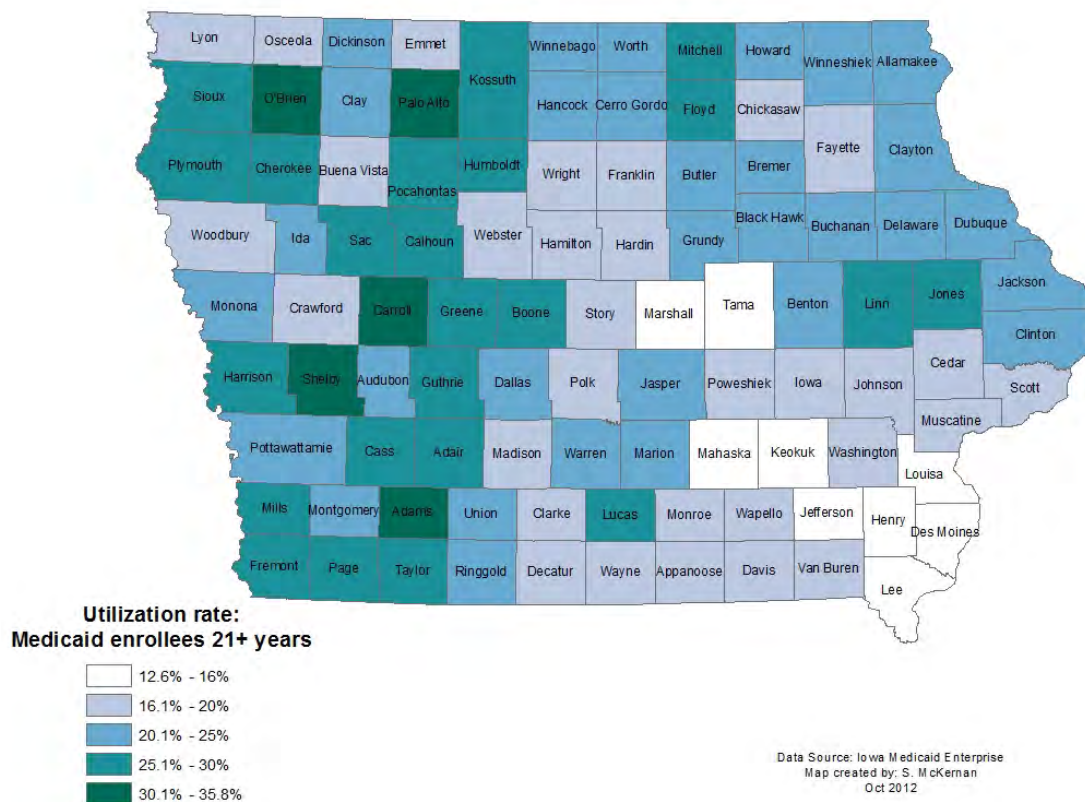 Lyon
Osceola
Dickinson
Emmet
Kossuth
Winnebago
Worth
Mitchell
Howard
Winneshiek
Allamakee
Sioux
O'Brien
Clay
Palo Alto
Hancock
Cerro Gordo
Floyd
Chickasaw
Fayette
Clayton
Plymouth
Cherokee
Buena Vista
Pocahontas
Humboldt
Wright
Franklin
Butler
Bremer
Woodbury
Ida
Sac
Calhoun
Webster
Hamilton
Hardin
Grundy
Black Hawk
Buchanan
Delaware
Dubuque
Monona
Crawford
Carroll
Greene
Boone
Story
Marshall
Tama
Benton
Linn
Jones
Jackson
Clinton
Harrison
Shelby
Audubon
Guthrie
Dallas
Polk
Jasper
Poweshiek
Iowa
Johnson
Cedar
Scott
Muscatine
Pottawattamie
Cass
Adair
Madison
Warren
Marion
Mahaska
Keokuk
Washington
Louisa
Mills
Montgomery
Adams
Union
Clarke
Lucas
Monroe
Wapello
Jefferson
Henry
Des Moines
Fremont
Page
Taylor
Ringgold
Decatur
Wayne
Appanoose
Davis
Van Buren
Lee
Utilization rate:
Medicaid enrollees 21+ years
12.6% - 16%
16.1% - 20%
20.1% - 25%
25.1% - 30%
30.1% - 35.8%
Data Source: Iowa Medicaid Enterprise
Map created by: S. McKernan
Oct 2012